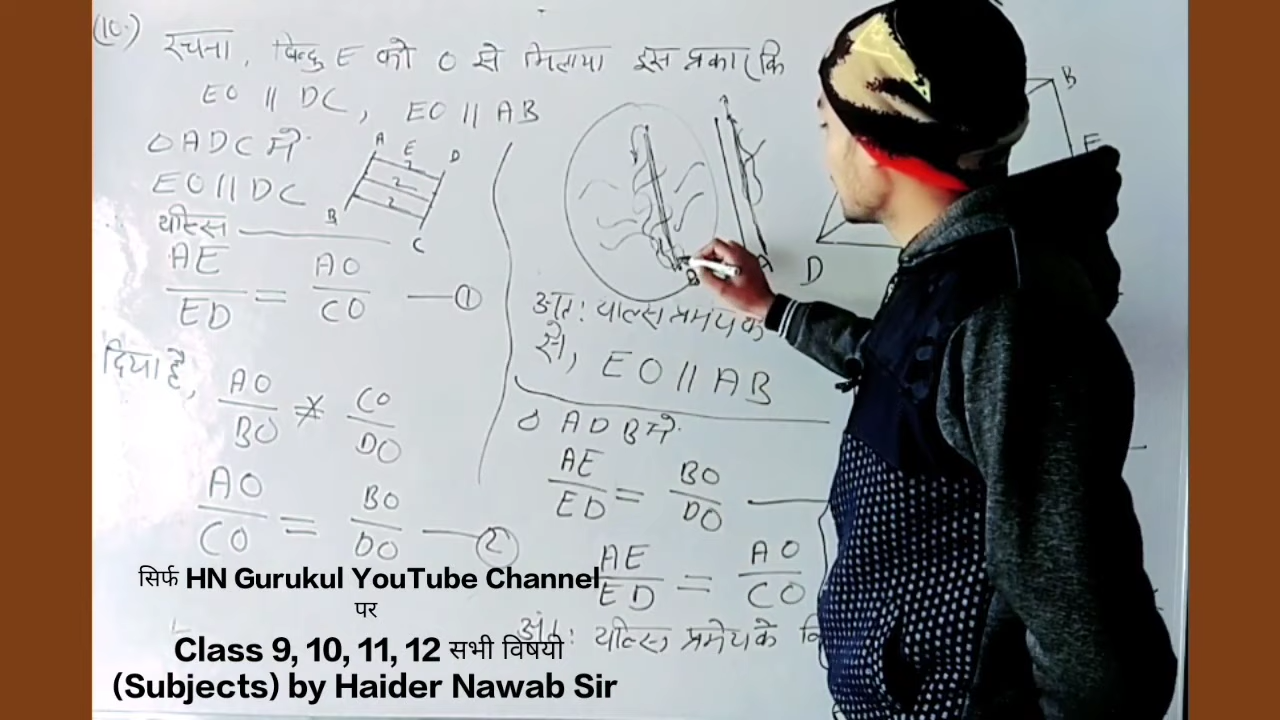 (10.)
रचना, बिन्दु E को O से मिलाया इस प्रकार कि
EO || DC, EO || AB
△ADC में
EO || DC
थील्स
AE/ED = AO/CO —①
दिया है, AO/BO = CO/DO
AO/CO = BO/DO —②
A E D
B C
A
B
अतः थील्स प्रमेय के
से, EO || AB
△ADB में
AE/ED = BO/DO
AE/ED = AO/CO
अतः थील्स प्रमेय के वि
B
E
D
सिर्फ HN Gurukul YouTube Channel
पर
Class 9, 10, 11, 12 सभी विषयो
(Subjects) by Haider Nawab Sir